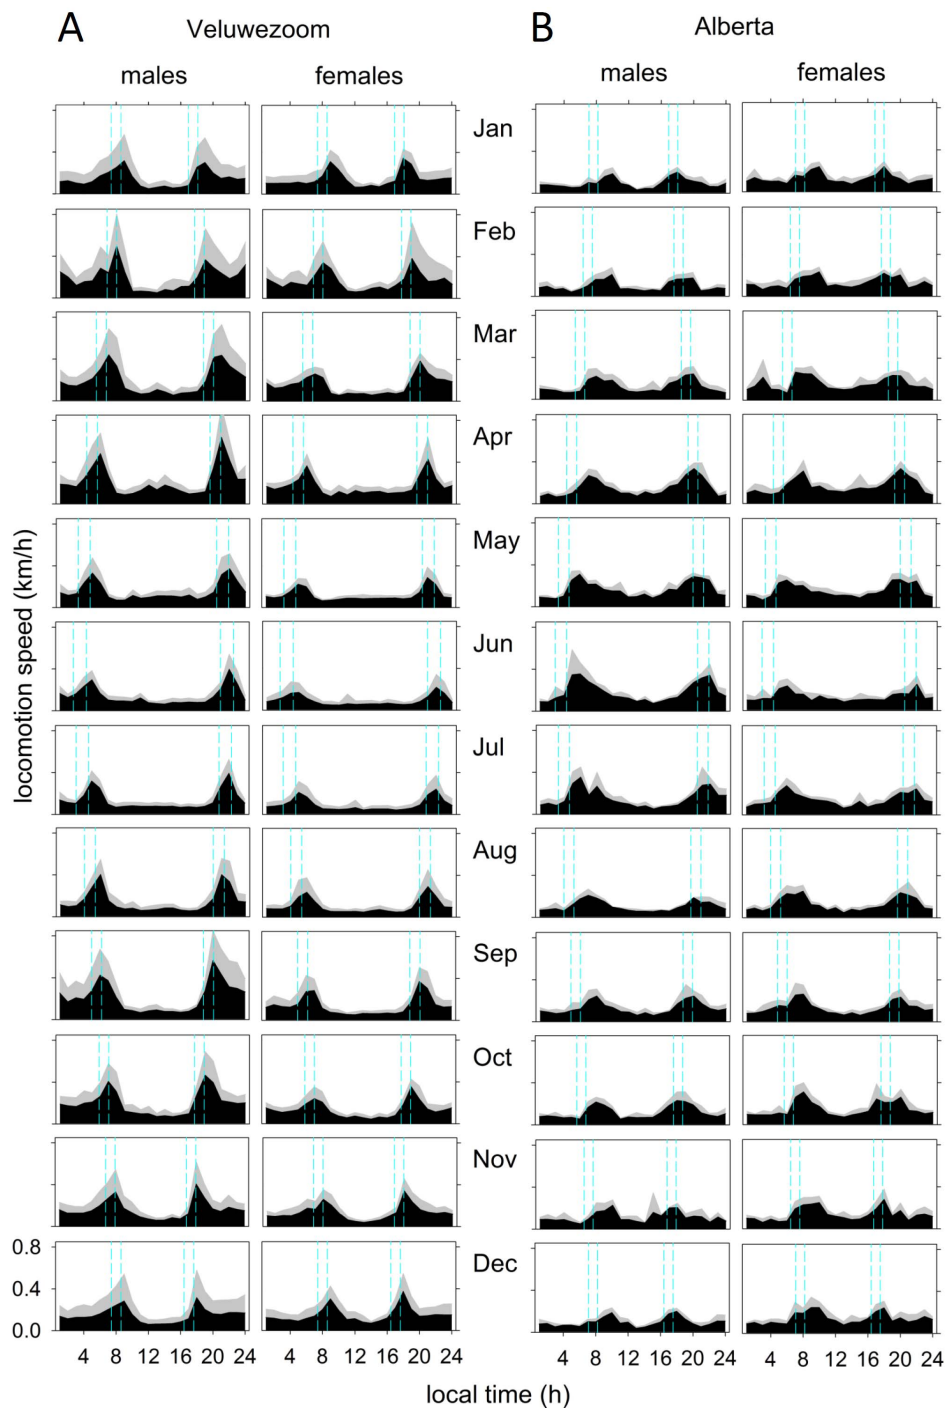 A Veluwezoom B Alberta
males females males females
Jan
Feb
Mar
Apr
May
Jun
Jul
Aug
Sep
Oct
Nov
Dec
locomotion speed (km/h)
0.8
0.4
0.0
4 8 12 16 20 24 4 8 12 16 20 24 4 8 12 16 20 24 4 8 12 16 20 24
local time (h)